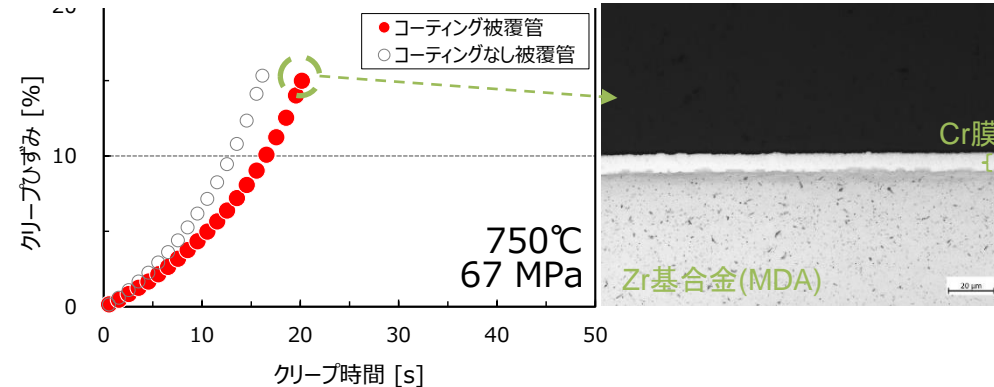 20
コーティング被覆管
コーティングなし被覆管
クリープひずみ [%]
10
0
750℃
67 MPa
0 10 20 30 40 50
クリープ時間 [s]
Cr膜
Zr基合金(MDA)
20 μm